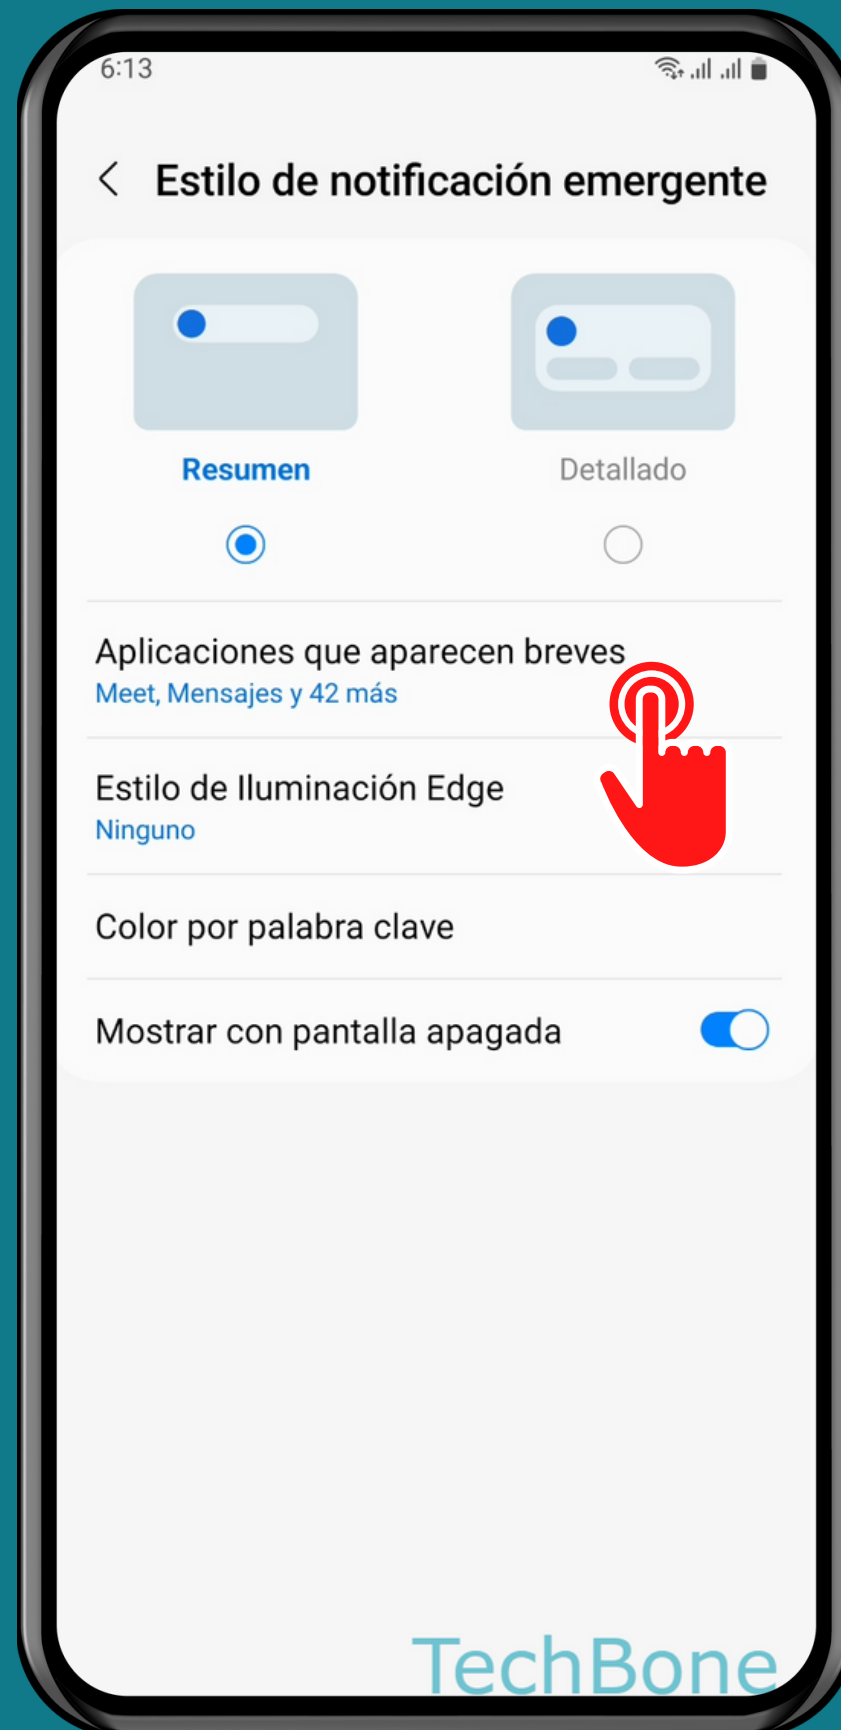 6:13
Estilo de notificación emergente
Resumen
Detallado
Aplicaciones que aparecen breves
Meet, Mensajes y 42 más
Estilo de Iluminación Edge
Ninguno
Color por palabra clave
Mostrar con pantalla apagada
TechBone